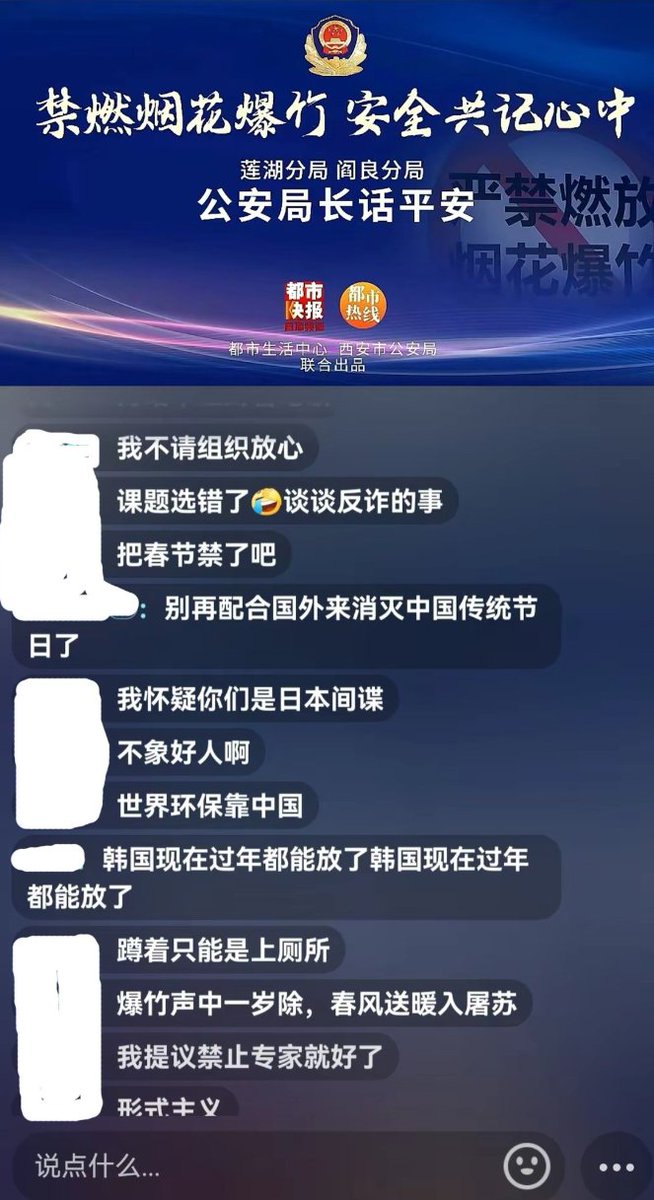 禁燃烟花爆竹 安全共记心中
莲湖分局 阎良分局
公安局长话平安
严禁燃放
烟花爆竹
都市
快报
都市
热线
都市生活中心 西安市公安局
联合出品
我不请组织放心
课题选错了🤣谈谈反诈的事
把春节禁了吧
：别再配合国外来消灭中国传统节
日了
我怀疑你们是日本间谍
不象好人啊
世界环保靠中国
韩国现在过年都能放了韩国现在过年
都能放了
蹲着只能是上厕所
爆竹声中一岁除，春风送暖入屠苏
我提议禁止专家就好了
形式主义
说点什么...